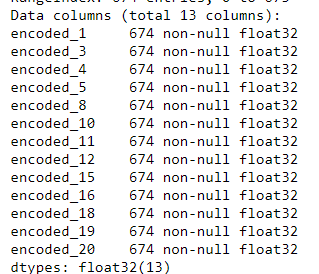 Data columns (total 13 columns):
encoded_1 674 non-null float32
encoded_3 674 non-null float32
encoded_4 674 non-null float32
encoded_5 674 non-null float32
encoded_8 674 non-null float32
encoded_10 674 non-null float32
encoded_11 674 non-null float32
encoded_12 674 non-null float32
encoded_15 674 non-null float32
encoded_16 674 non-null float32
encoded_18 674 non-null float32
encoded_19 674 non-null float32
encoded_20 674 non-null float32
dtypes: float32(13)